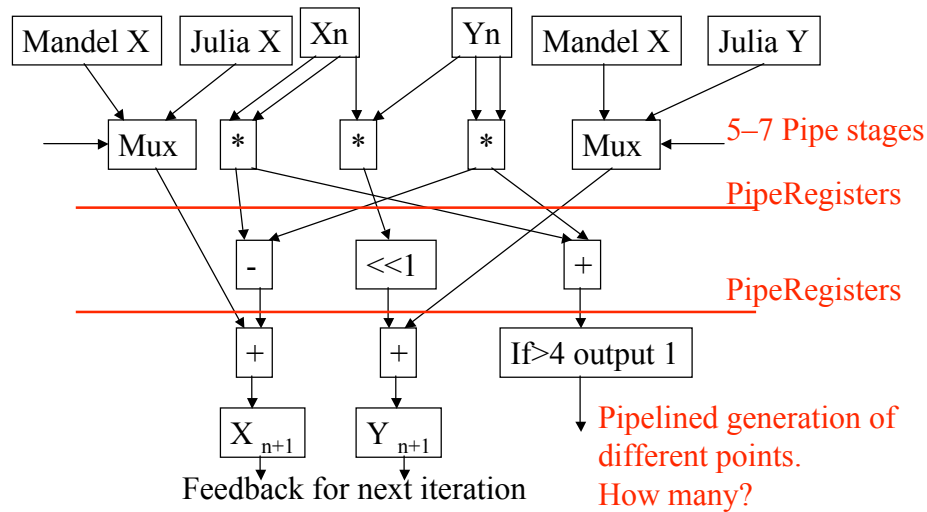 Mandel X
Julia X
Xn
Yn
Mandel X
Julia Y
Mux
*
*
*
Mux
5–7 Pipe stages
PipeRegisters
-
<<1
+
PipeRegisters
+
+
If>4 output 1
X n+1
Y n+1
Pipelined generation of
different points.
How many?
Feedback for next iteration